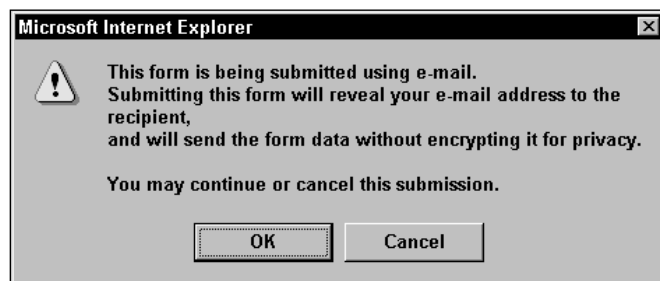 Microsoft Internet Explorer
This form is being submitted using e-mail.
Submitting this form will reveal your e-mail address to the
recipient,
and will send the form data without encrypting it for privacy.
You may continue or cancel this submission.
OK
Cancel